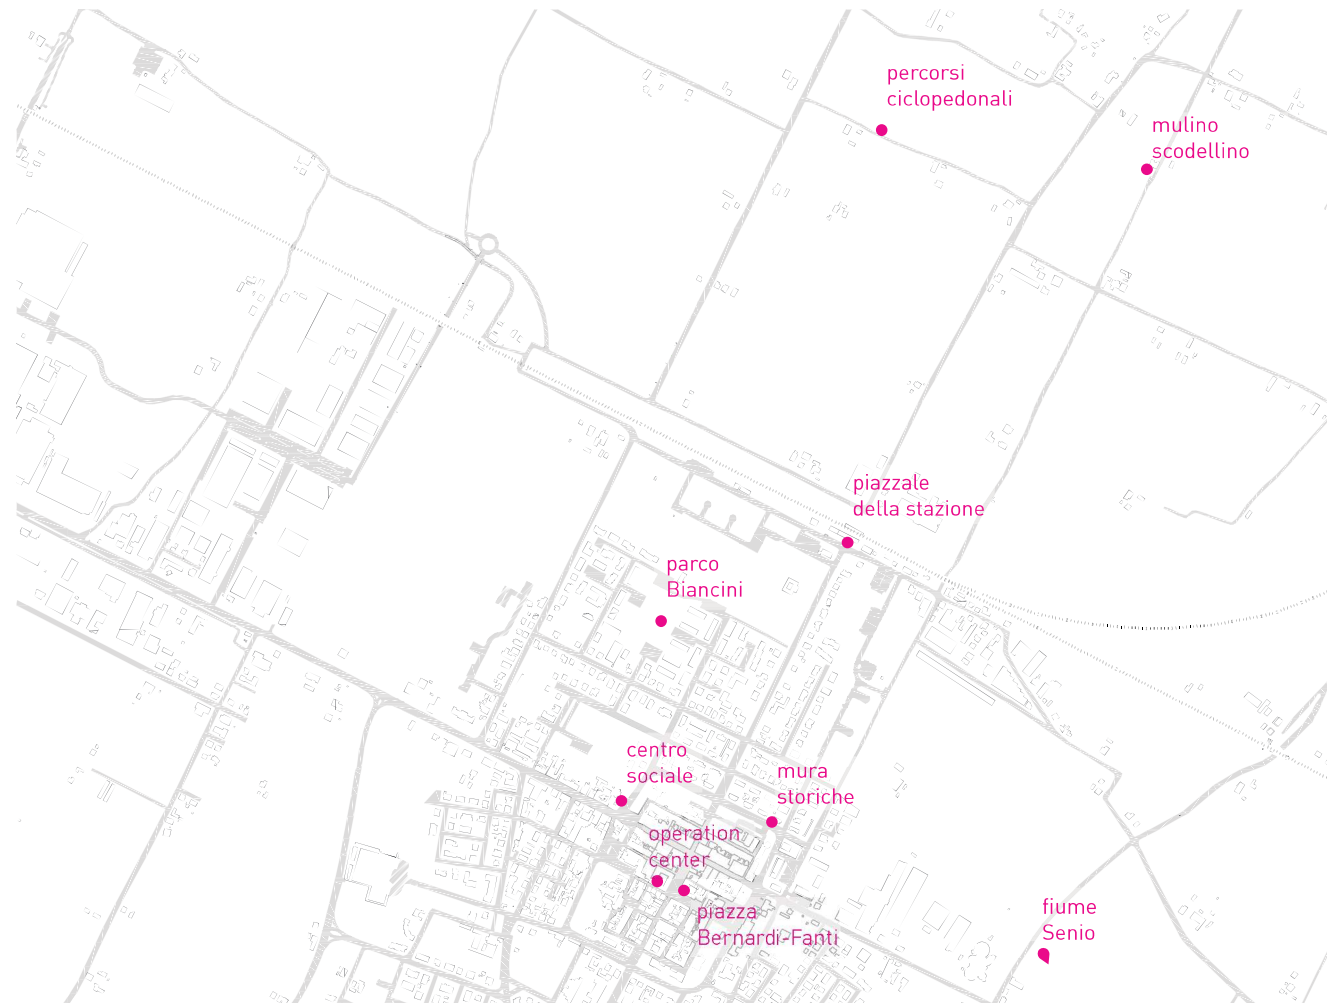 percorsi
ciclopedonali
mulino
scodellino
piazzale
della stazione
parco
Biancini
centro
sociale
mura
storiche
operation
center
piazza
Bernardi-Fanti
fiume
Senio